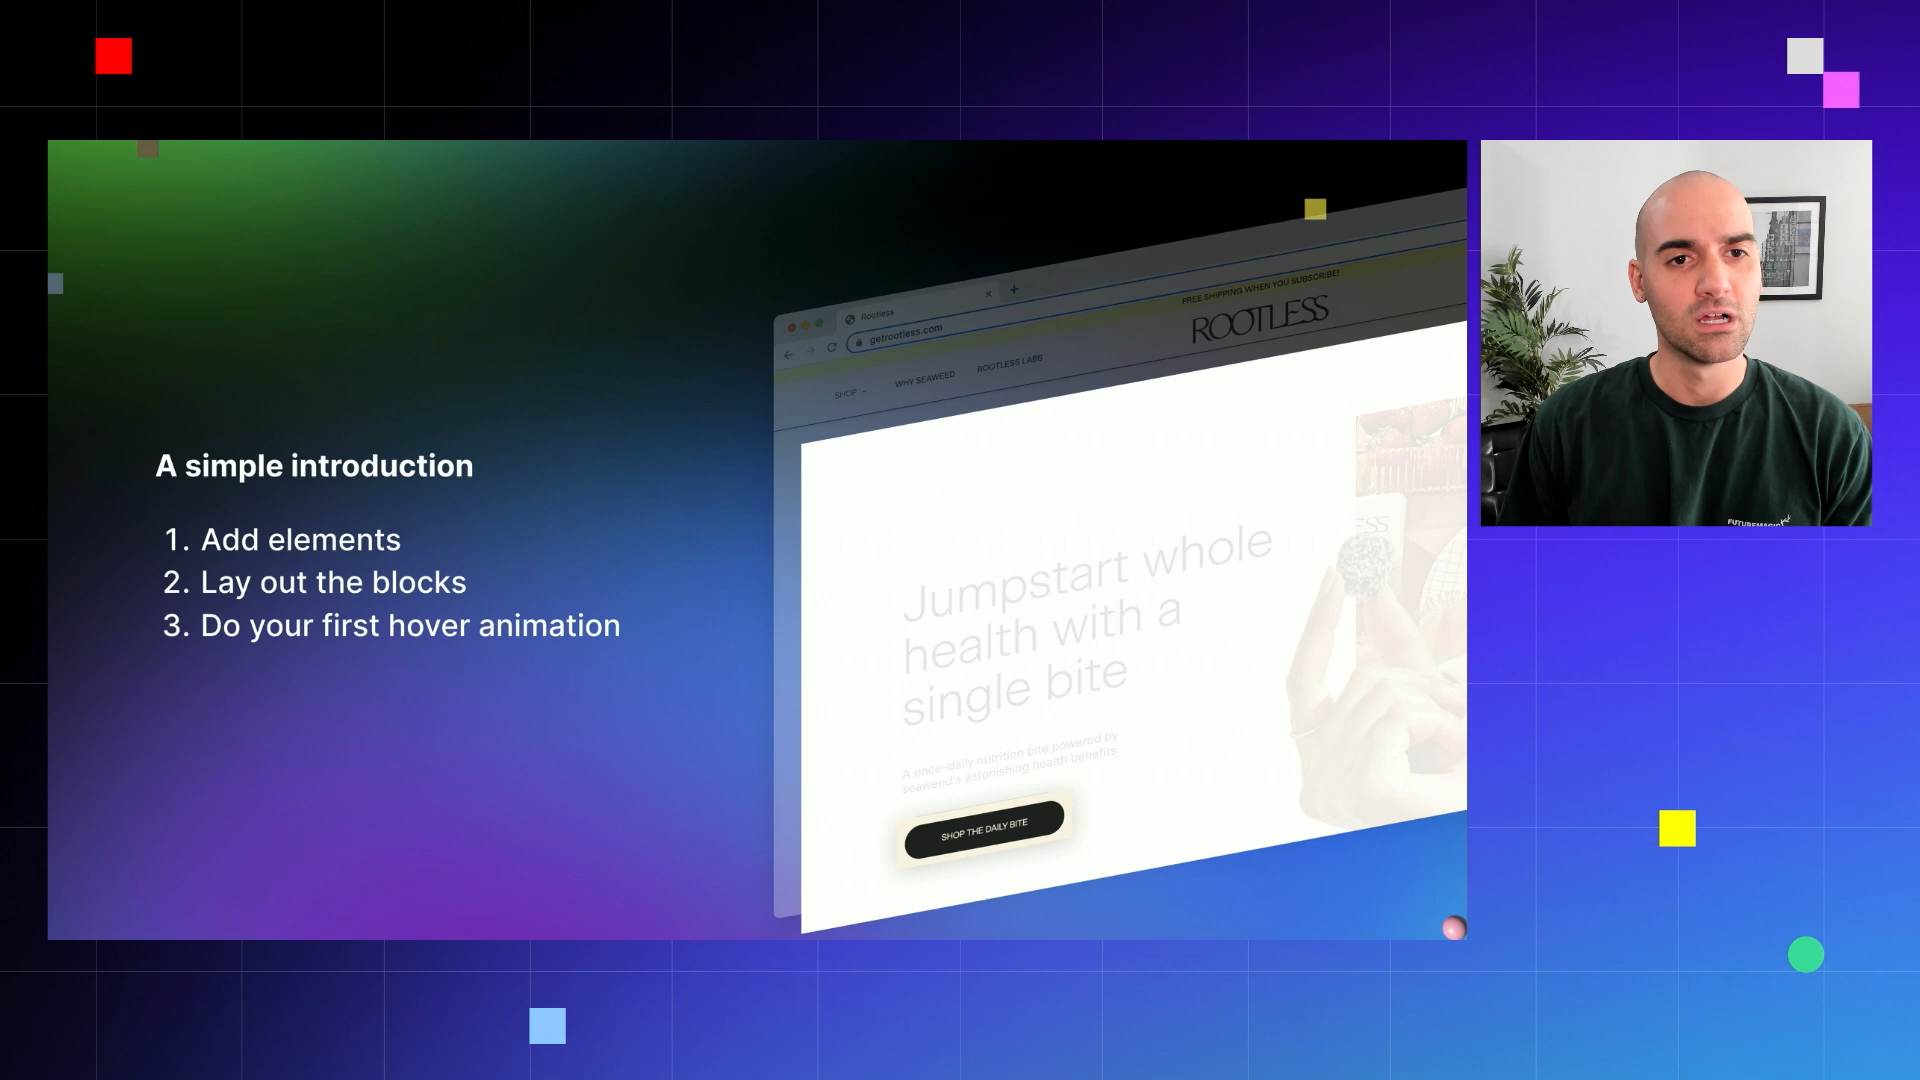 A simple introduction
1. Add elements
2. Lay out the blocks
3. Do your first hover animation
Rootless
getrootless.com
FREE SHIPPING WHEN YOU SUBSCRIBE!
ROOTLESS
SHOP
WHY SEAWEED
ROOTLESS LABS
Jumpstart whole
health with a
single bite
A once-daily nutrition bite powered by
seaweed's astonishing health benefits
SHOP THE DAILY BITE
ESS
FUTUREMAGIC